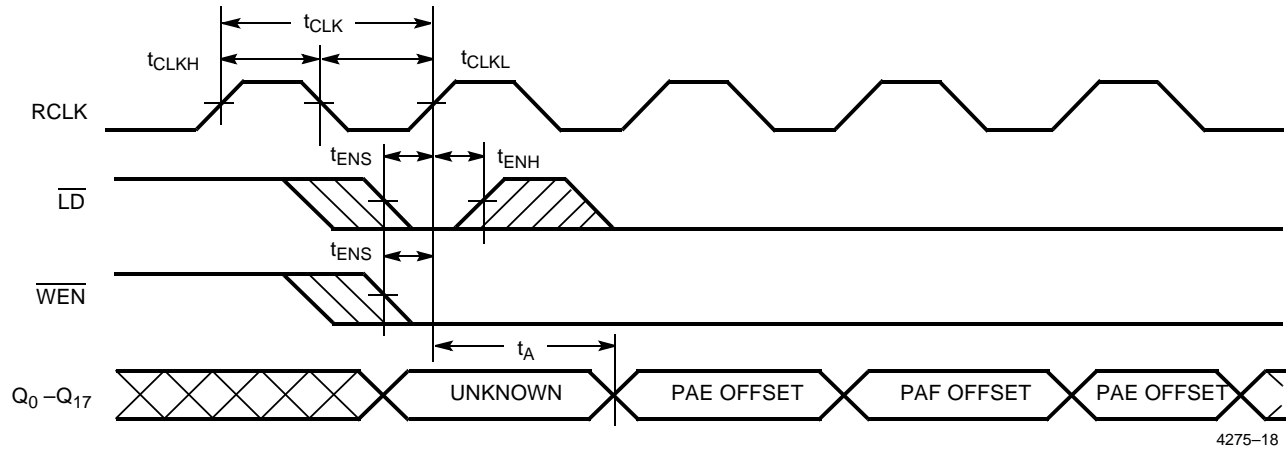 tCLK
tCLKH
tCLKL
RCLK
tENS
tENH
LD
tENS
WEN
tA
Q0 –Q17
UNKNOWN
PAE OFFSET
PAF OFFSET
PAE OFFSET
4275–18